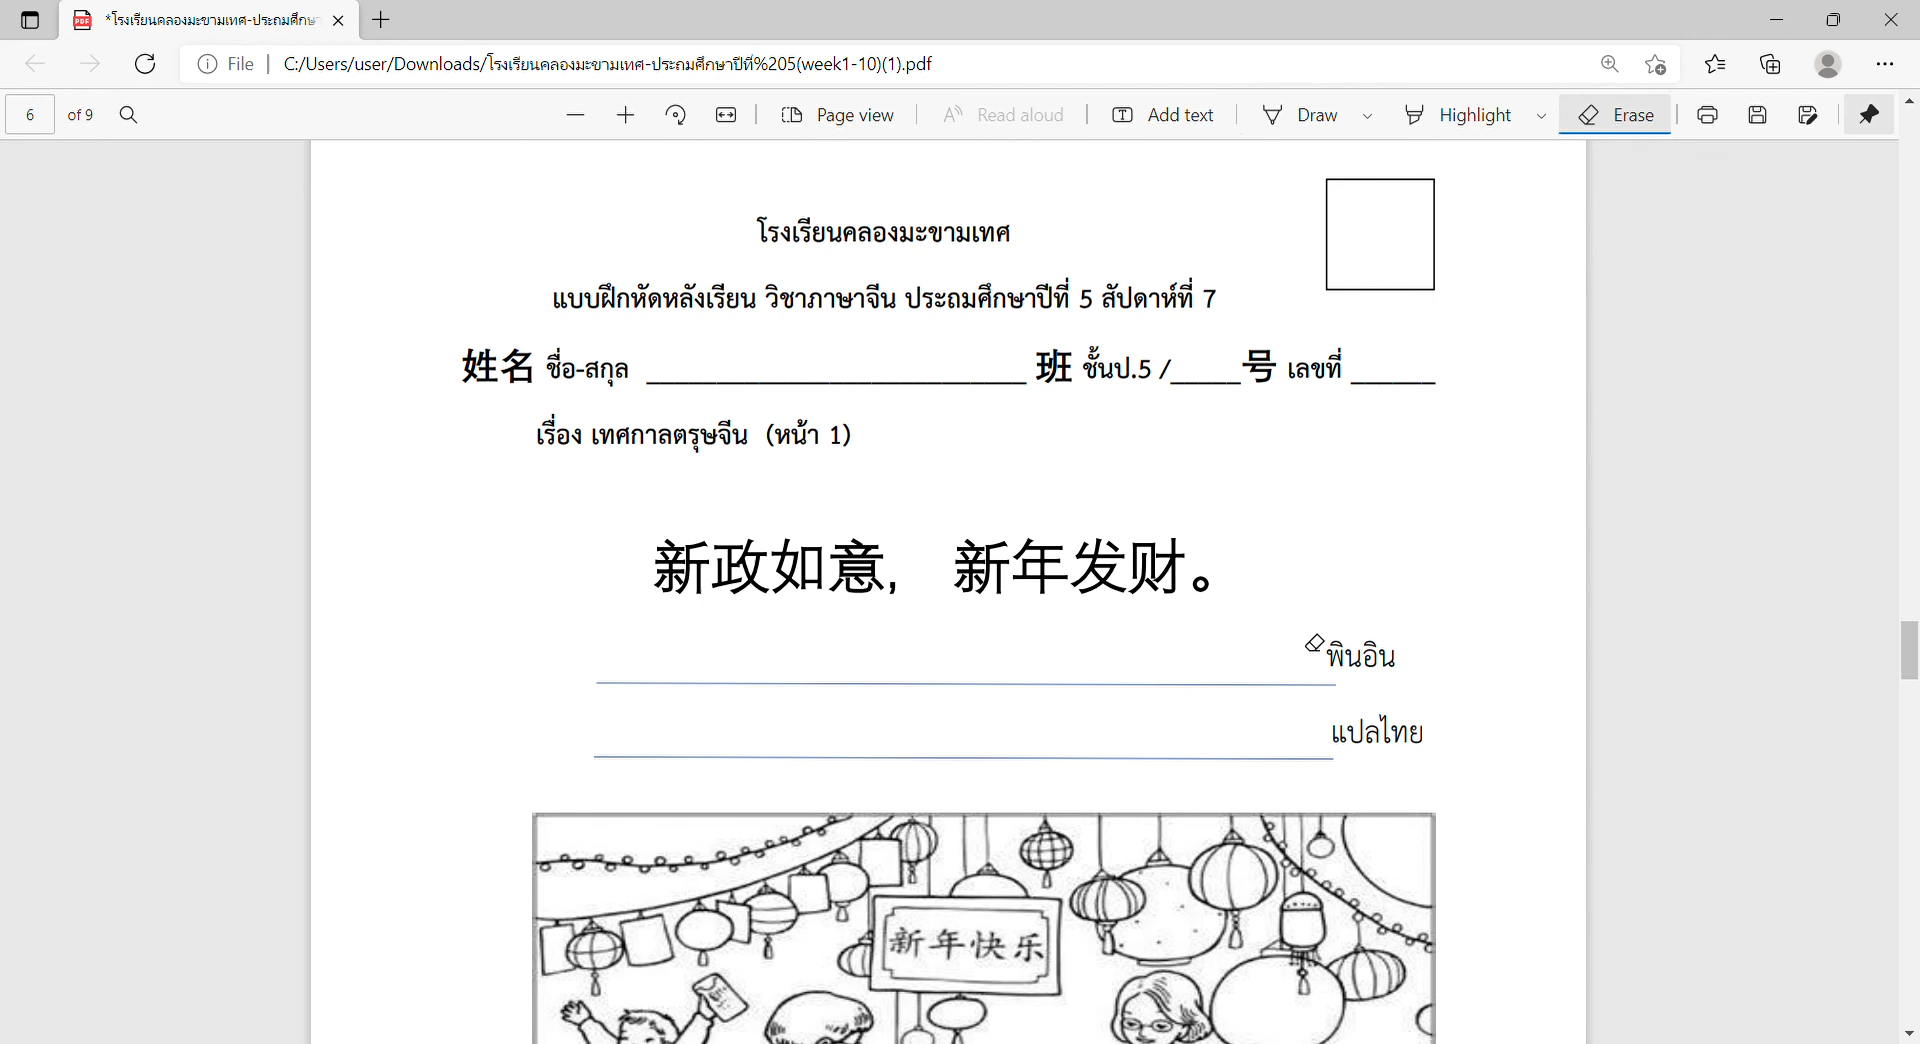 *โรงเรียนคลองมะขามเทศ-ประถมศึกษา
File C:/Users/user/Downloads/โรงเรียนคลองมะขามเทศ-ประถมศึกษาปีที่%205(week1-10)(1).pdf
6 of 9 Page view Read aloud Add text Draw Highlight Erase
โรงเรียนคลองมะขามเทศ
แบบฝึกหัดหลังเรียน วิชาภาษาจีน ประถมศึกษาปีที่ 5 สัปดาห์ที่ 7
姓名 ชื่อ-สกุล ___________________________ 班 ชั้นป.5 /_____号 เลขที่ ______
เรื่อง เทศกาลตรุษจีน (หน้า 1)
新政如意, 新年发财。
พินอิน
แปลไทย
新年快乐